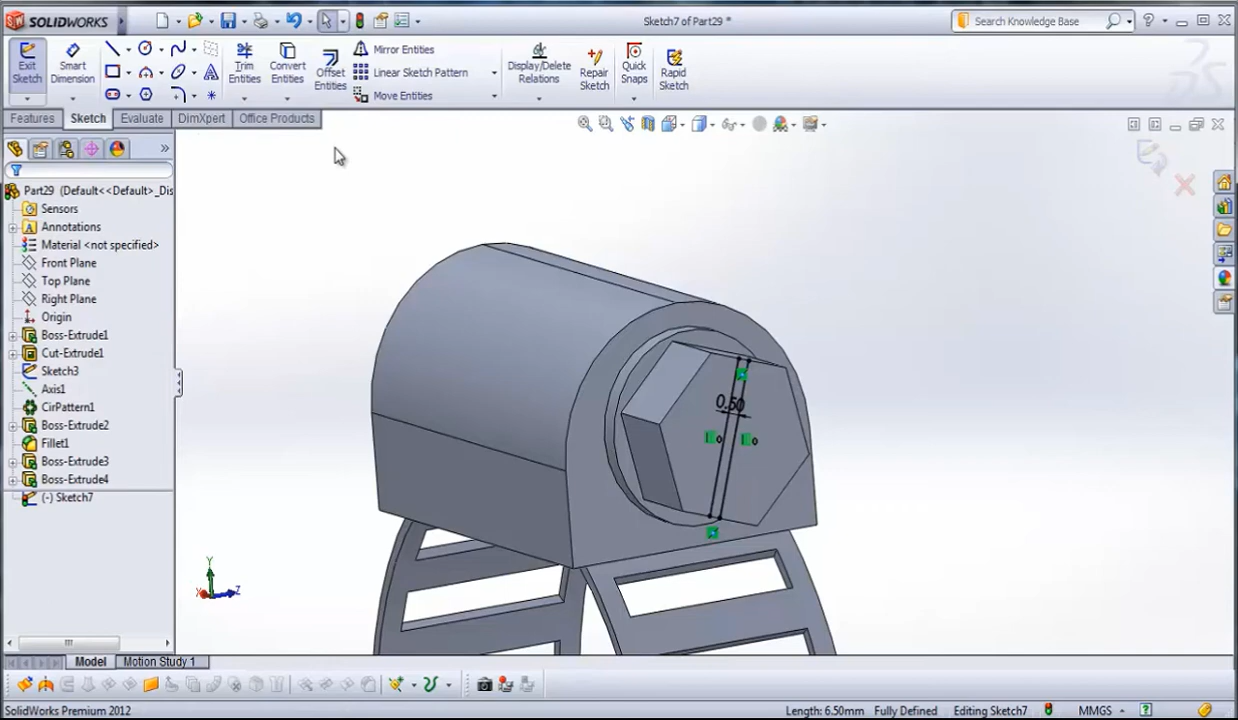 SOLIDWORKS
Sketch7 of Part29 *
Search Knowledge Base
Exit Sketch
Smart Dimension
Trim Entities
Convert Entities
Offset Entities
Mirror Entities
Linear Sketch Pattern
Move Entities
Display/Delete Relations
Repair Sketch
Quick Snaps
Rapid Sketch
Features
Sketch
Evaluate
DimXpert
Office Products
Part29 (Default<<Default>_Dis
Sensors
Annotations
Material <not specified>
Front Plane
Top Plane
Right Plane
Origin
Boss-Extrude1
Cut-Extrude1
Sketch3
Axis1
CirPattern1
Boss-Extrude2
Fillet1
Boss-Extrude3
Boss-Extrude4
(-) Sketch7
0.50
Y
X
Z
Model
Motion Study 1
SolidWorks Premium 2012
Length: 6.50mm
Fully Defined
Editing Sketch7
MMGS